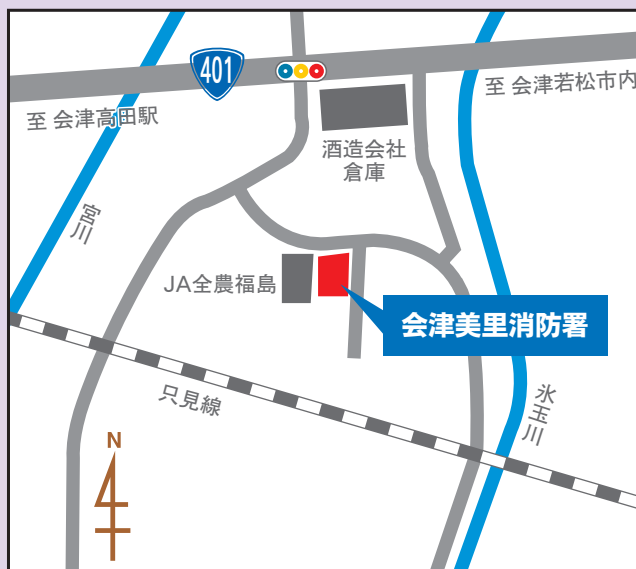 401
至 会津高田駅
至 会津若松市内
酒造会社
倉庫
宮川
JA全農福島
会津美里消防署
只見線
氷玉川
N